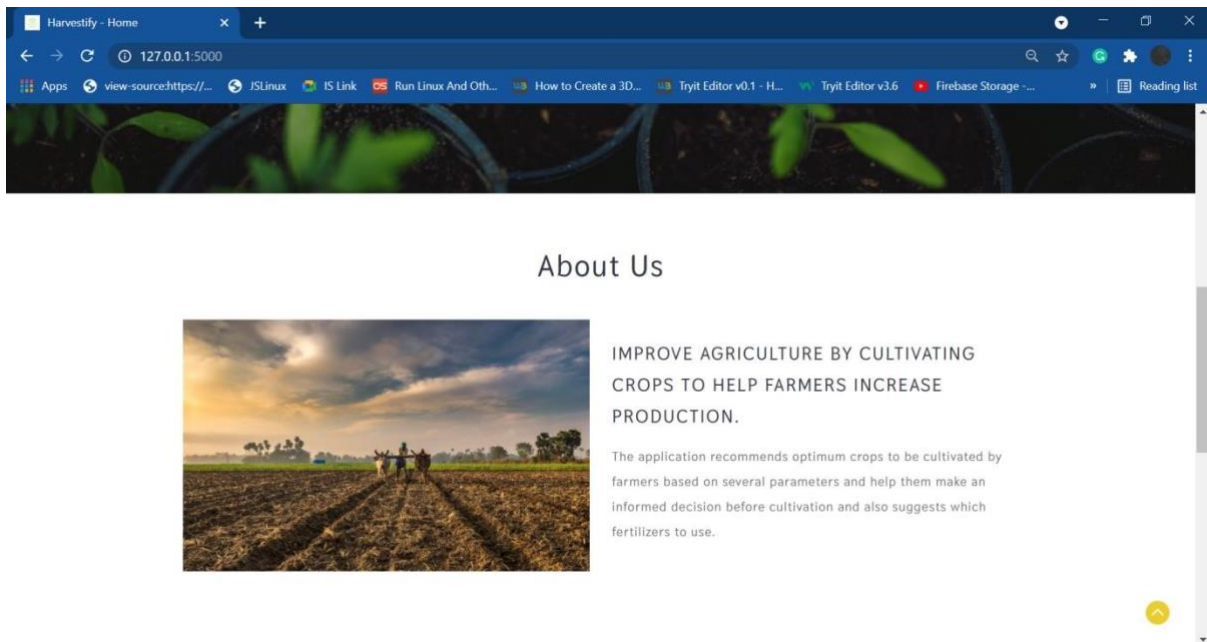 Harvestify - Home
127.0.0.1:5000
Apps view-source:https://... JSLinux IS Link Run Linux And Oth... How to Create a 3D... Tryit Editor v0.1 - H... Tryit Editor v3.6 Firebase Storage -... » Reading list
About Us
IMPROVE AGRICULTURE BY CULTIVATING
CROPS TO HELP FARMERS INCREASE
PRODUCTION.
The application recommends optimum crops to be cultivated by
farmers based on several parameters and help them make an
informed decision before cultivation and also suggests which
fertilizers to use.